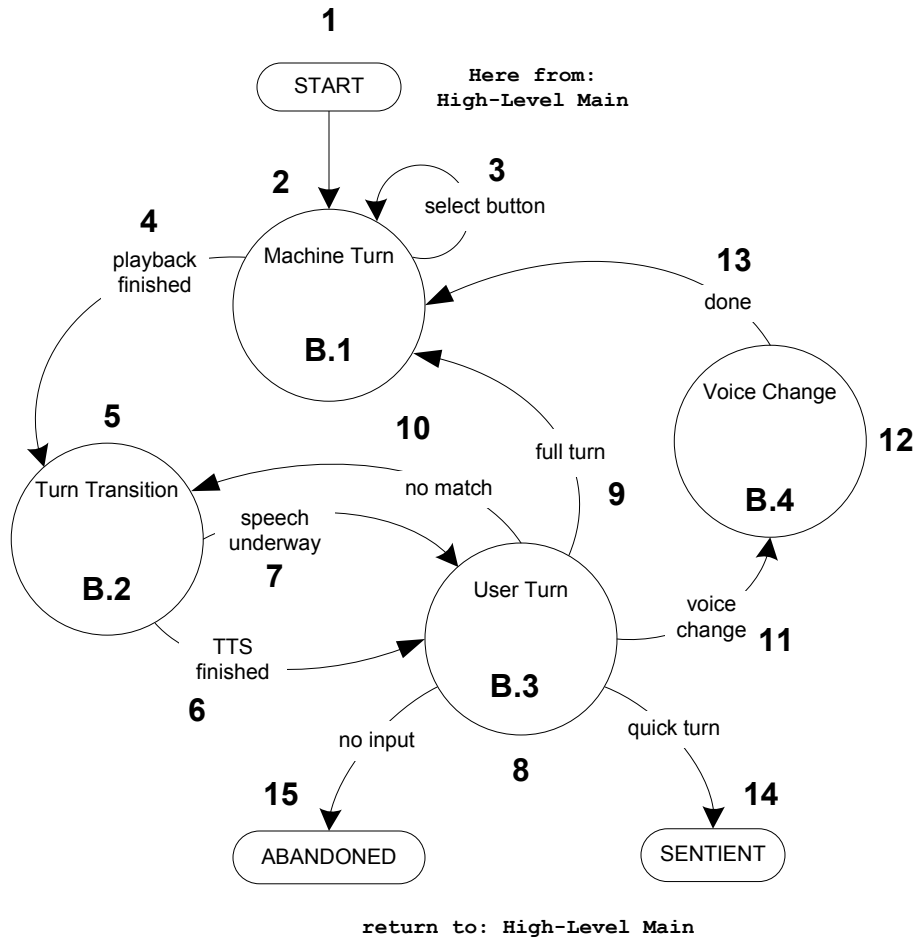 1
START
Here from:
High-Level Main
2
3
select button
4
playback
finished
Machine Turn
B.1
13
done
5
10
Voice Change
12
B.4
full turn
9
no match
Turn Transition
speech
underway
7
B.2
User Turn
voice
change
11
TTS
finished
6
B.3
quick turn
no input
8
15
14
ABANDONED
SENTIENT
return to: High-Level Main